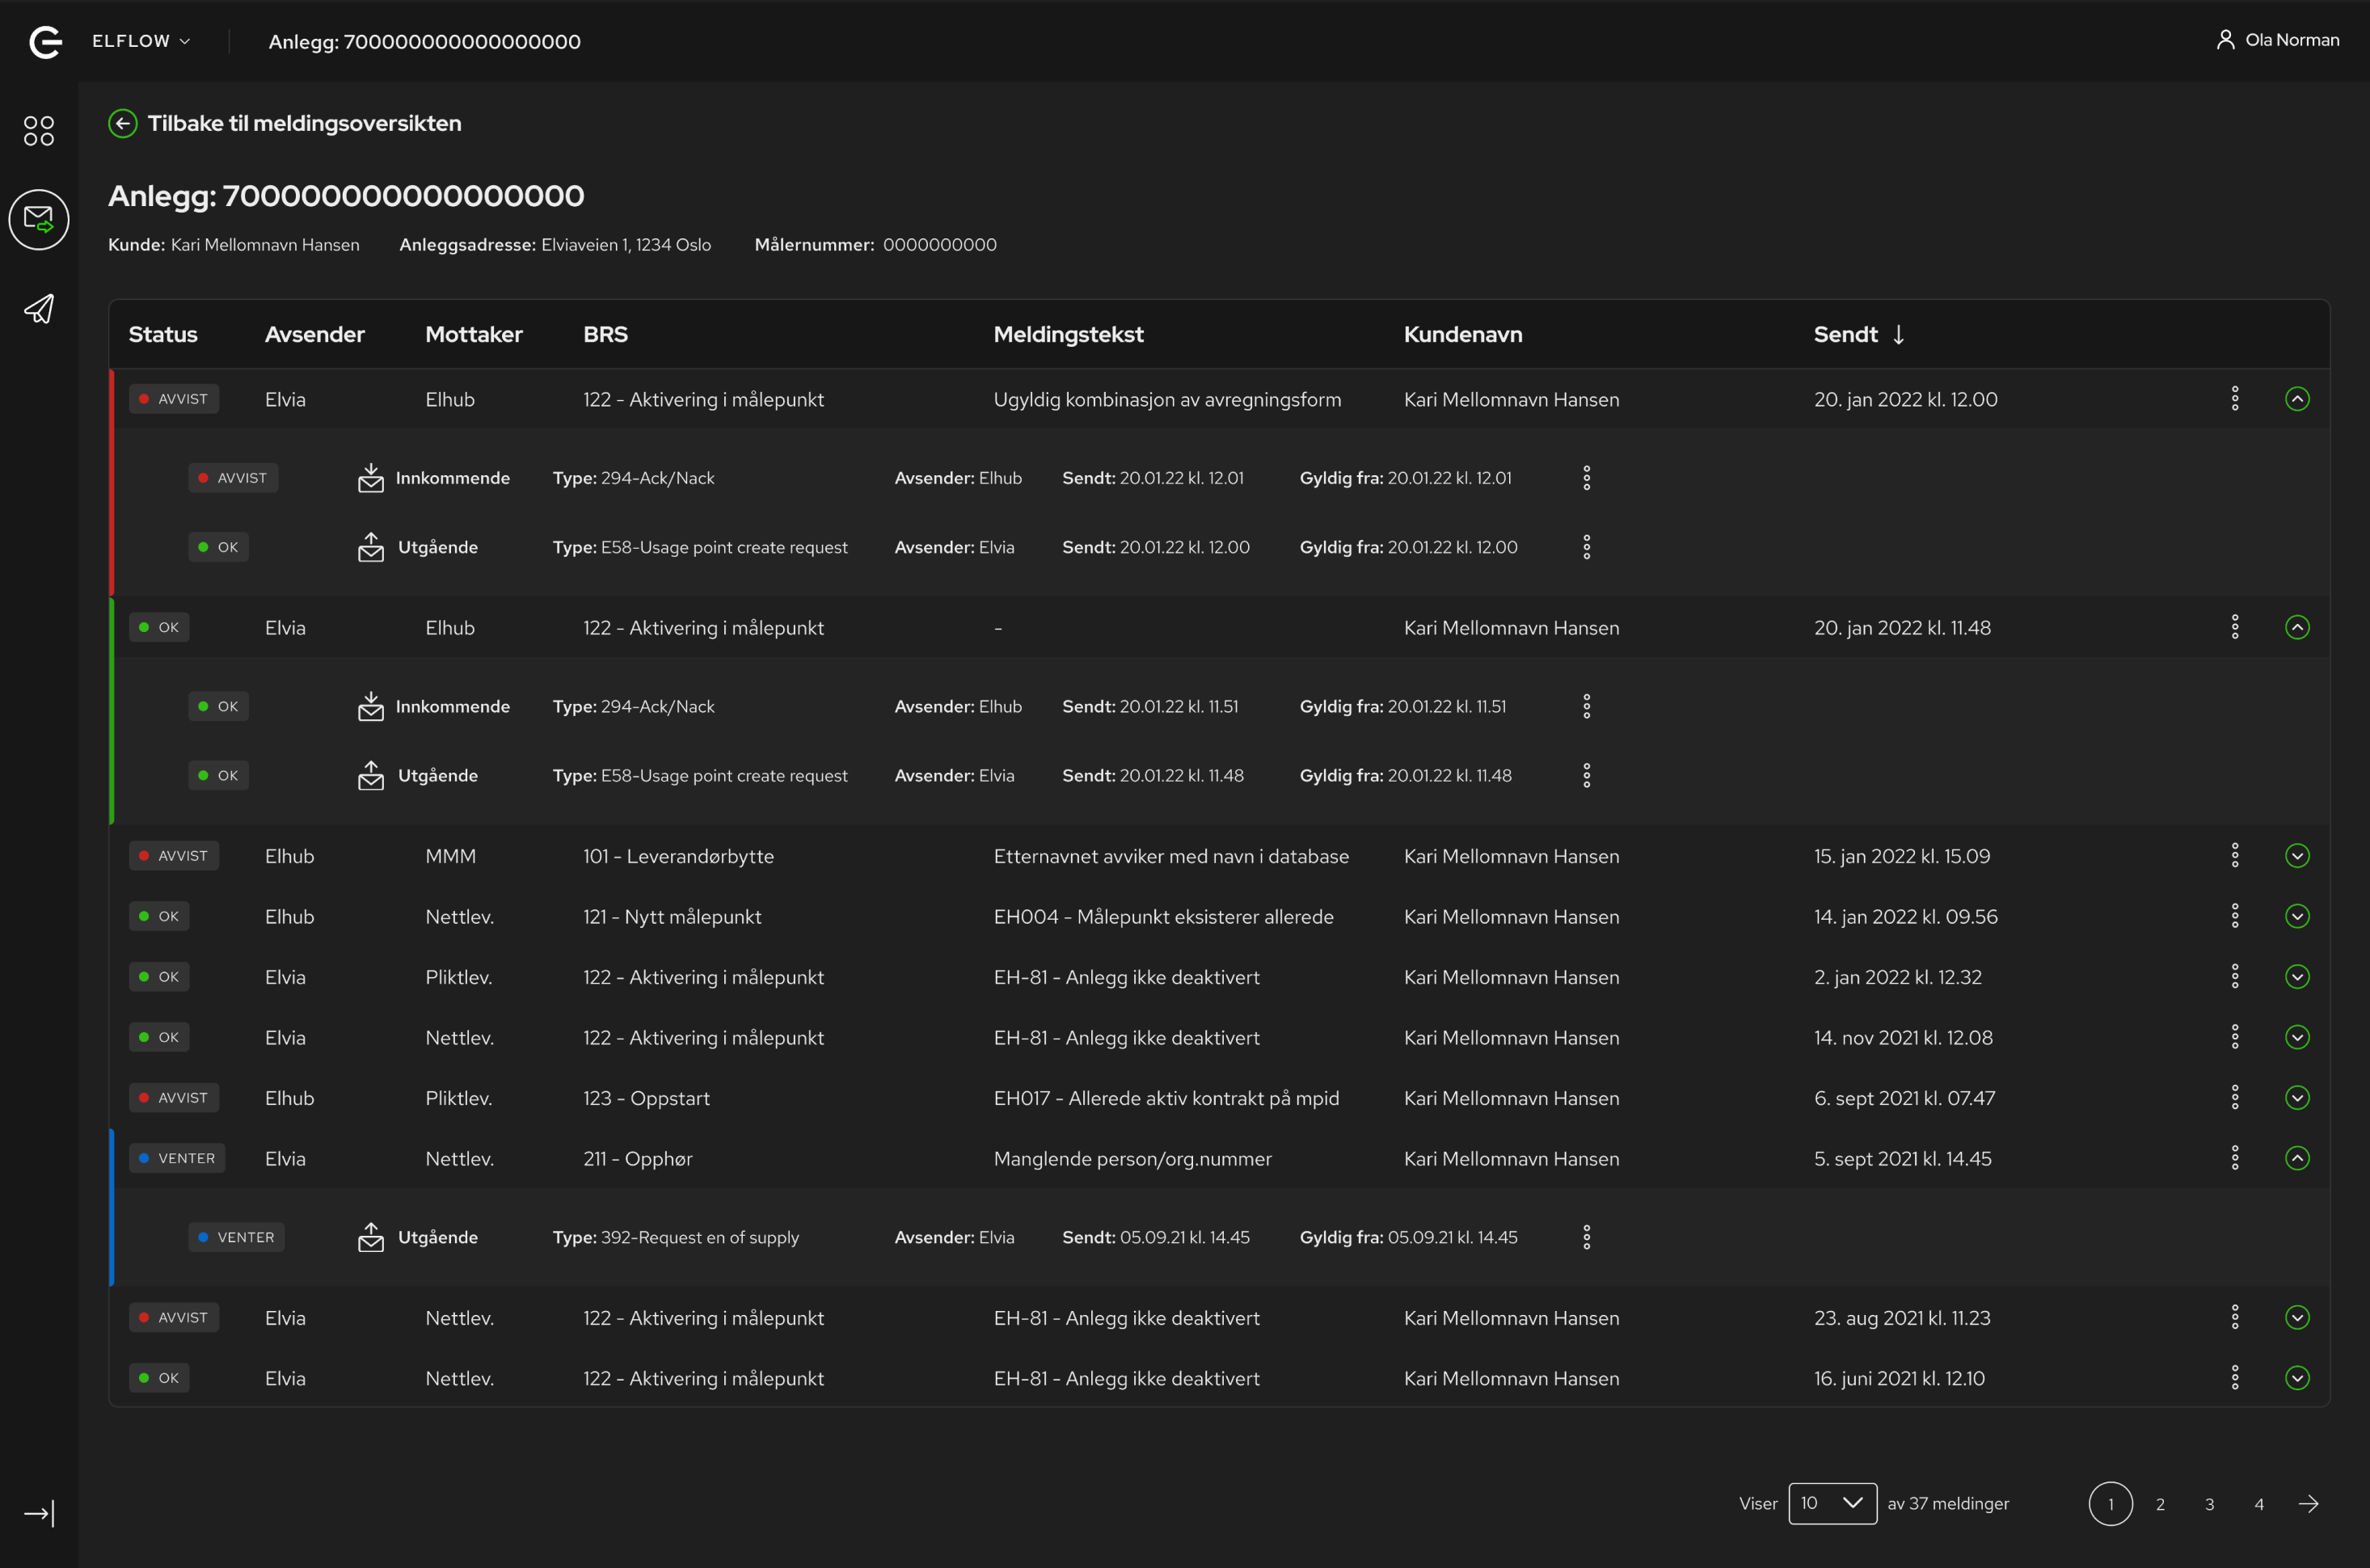 ELFLOW Anlegg: 700000000000000000 Ola Norman
Tilbake til meldingsoversikten
Anlegg: 700000000000000000
Kunde: Kari Mellomnavn Hansen Anleggsadresse: Elviaveien 1, 1234 Oslo Målernummer: 0000000000
Status Avsender Mottaker BRS Meldingstekst Kundenavn Sendt ↓
AVVIST Elvia Elhub 122 - Aktivering i målepunkt Ugyldig kombinasjon av avregningsform Kari Mellomnavn Hansen 20. jan 2022 kl. 12.00
AVVIST Innkommende Type: 294-Ack/Nack Avsender: Elhub Sendt: 20.01.22 kl. 12.01 Gyldig fra: 20.01.22 kl. 12.01
OK Utgående Type: E58-Usage point create request Avsender: Elvia Sendt: 20.01.22 kl. 12.00 Gyldig fra: 20.01.22 kl. 12.00
OK Elvia Elhub 122 - Aktivering i målepunkt - Kari Mellomnavn Hansen 20. jan 2022 kl. 11.48
OK Innkommende Type: 294-Ack/Nack Avsender: Elhub Sendt: 20.01.22 kl. 11.51 Gyldig fra: 20.01.22 kl. 11.51
OK Utgående Type: E58-Usage point create request Avsender: Elvia Sendt: 20.01.22 kl. 11.48 Gyldig fra: 20.01.22 kl. 11.48
AVVIST Elhub MMM 101 - Leverandørbytte Etternavnet avviker med navn i database Kari Mellomnavn Hansen 15. jan 2022 kl. 15.09
OK Elhub Nettlev. 121 - Nytt målepunkt EH004 - Målepunkt eksisterer allerede Kari Mellomnavn Hansen 14. jan 2022 kl. 09.56
OK Elvia Pliktlev. 122 - Aktivering i målepunkt EH-81 - Anlegg ikke deaktivert Kari Mellomnavn Hansen 2. jan 2022 kl. 12.32
OK Elvia Nettlev. 122 - Aktivering i målepunkt EH-81 - Anlegg ikke deaktivert Kari Mellomnavn Hansen 14. nov 2021 kl. 12.08
AVVIST Elhub Pliktlev. 123 - Oppstart EH017 - Allerede aktiv kontrakt på mpid Kari Mellomnavn Hansen 6. sept 2021 kl. 07.47
VENTER Elvia Nettlev. 211 - Opphør Manglende person/org.nummer Kari Mellomnavn Hansen 5. sept 2021 kl. 14.45
VENTER Utgående Type: 392-Request en of supply Avsender: Elvia Sendt: 05.09.21 kl. 14.45 Gyldig fra: 05.09.21 kl. 14.45
AVVIST Elvia Nettlev. 122 - Aktivering i målepunkt EH-81 - Anlegg ikke deaktivert Kari Mellomnavn Hansen 23. aug 2021 kl. 11.23
OK Elvia Nettlev. 122 - Aktivering i målepunkt EH-81 - Anlegg ikke deaktivert Kari Mellomnavn Hansen 16. juni 2021 kl. 12.10
Viser 10 av 37 meldinger 1 2 3 4